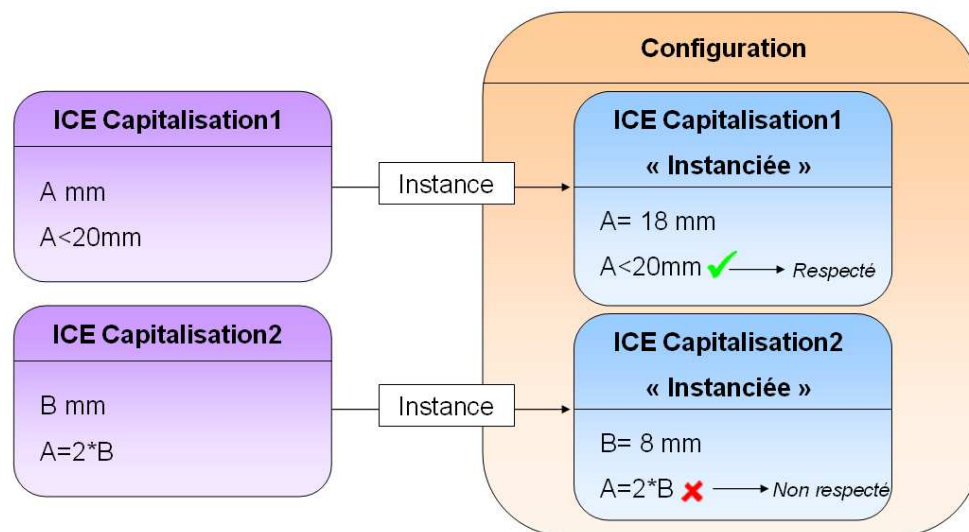 Configuration
ICE Capitalisation1
A mm
A<20mm
Instance
ICE Capitalisation1
« Instanciée »
A= 18 mm
A<20mm
Respecté
ICE Capitalisation2
B mm
A=2*B
Instance
ICE Capitalisation2
« Instanciée »
B= 8 mm
A=2*B
Non respecté